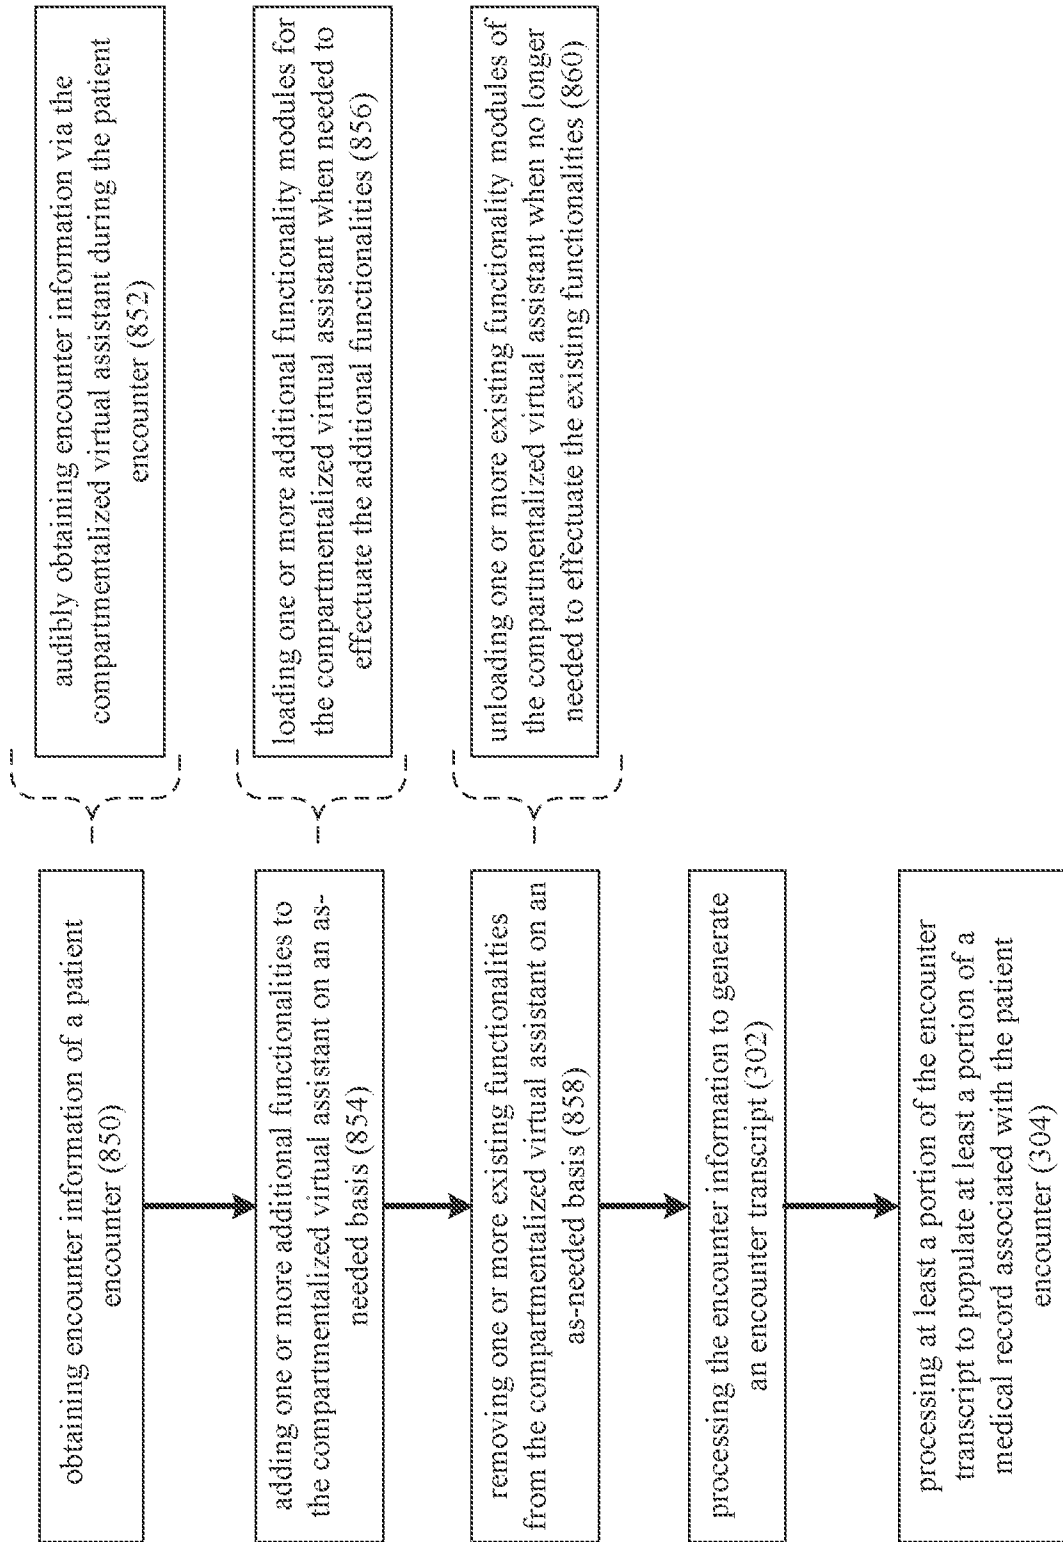 obtaining encounter information of a patient
encounter (850)
audibly obtaining encounter information via the
compartmentalized virtual assistant during the patient
encounter (852)
adding one or more additional functionalities to
the compartmentalized virtual assistant on an as-
needed basis (854)
loading one or more additional functionality modules for
the compartmentalized virtual assistant when needed to
effectuate the additional functionalities (856)
removing one or more existing functionalities
from the compartmentalized virtual assistant on an
as-needed basis (858)
unloading one or more existing functionality modules of
the compartmentalized virtual assistant when no longer
needed to effectuate the existing functionalities (860)
processing the encounter information to generate
an encounter transcript (302)
processing at least a portion of the encounter
transcript to populate at least a portion of a
medical record associated with the patient
encounter (304)